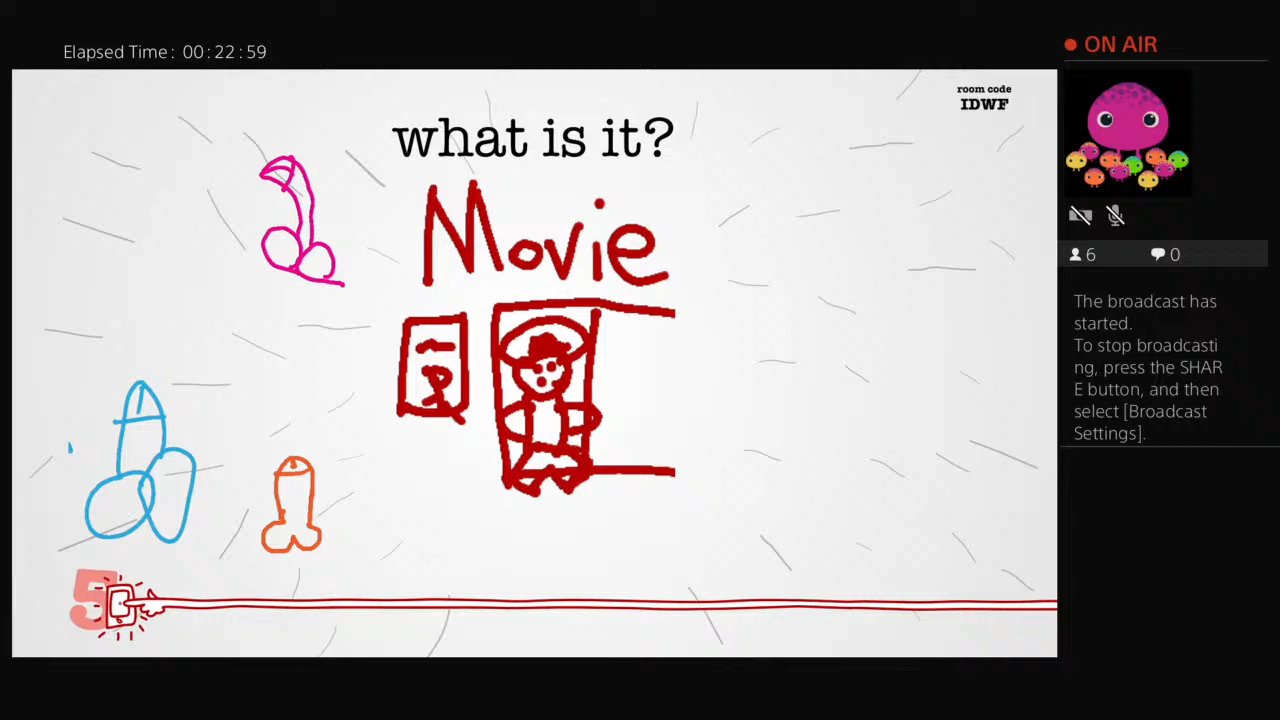 Elapsed Time: 00:22:59
ON AIR
room code
IDWF
what is it?
Movie
6 0
The broadcast has
started.
To stop broadcasti
ng, press the SHAR
E button, and then
select [Broadcast
Settings].
5